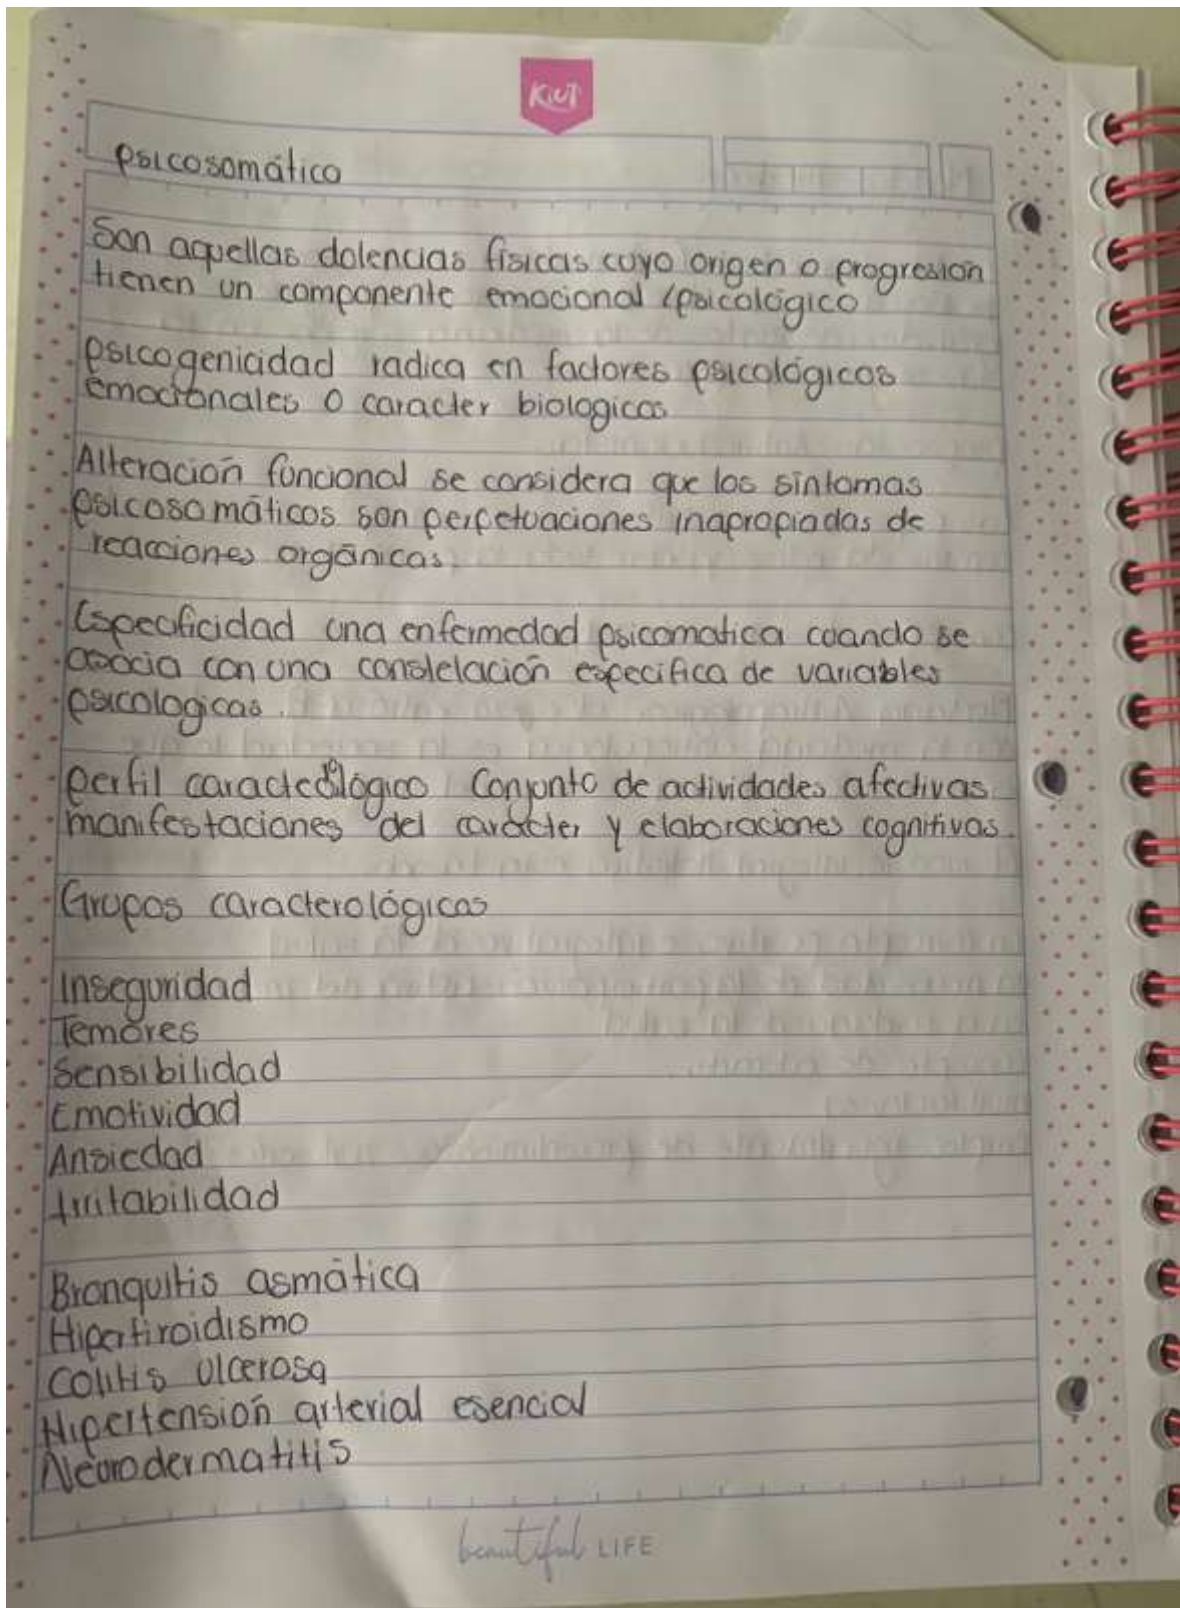 KIUT
psicosomático
Son aquellas dolencias físicas cuyo origen o progresión
tienen un componente emocional / psicológico
psicogenicidad radica en factores psicológicos
emocionales o caracter biologicos
Alteración funcional se considera que los sintomas
psicosomáticos son perpetuaciones inapropiadas de
reacciones orgánicas.
Especificidad una enfermedad psicomatica cuando se
asocia con una constelación especifica de variables
psicologicas.
perfil caracteológico Conjunto de actividades afectivas
manifestaciones del carácter y elaboraciones cognitivas.
Grupos caracterológicos
Inseguridad
Temores
Sensibilidad
Emotividad
Ansiedad
Irritabilidad
Bronquitis asmática
Hipertiroidismo
Colitis Ulcerosa
Hipertensión arterial esencial
Neurodermatitis
beautiful LIFE